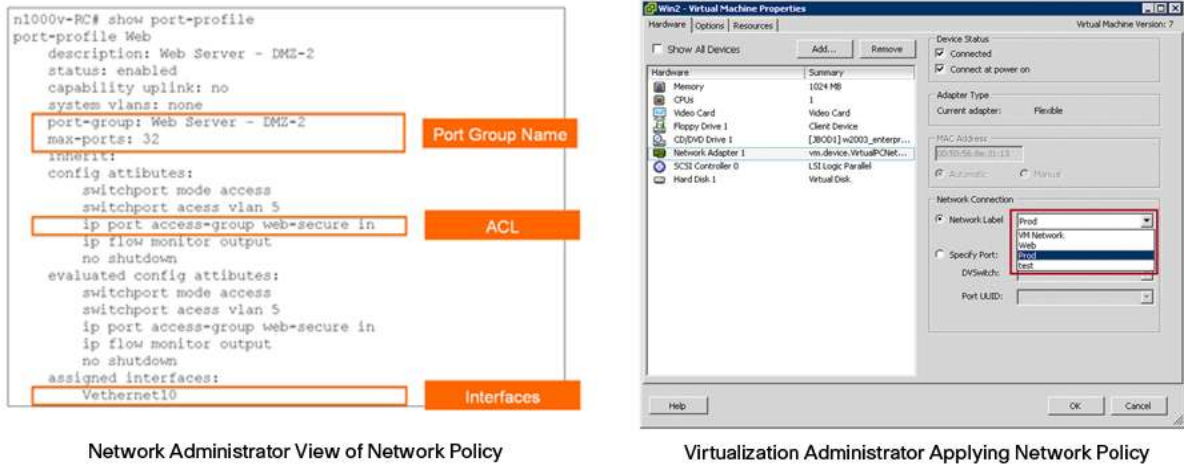 n1000v-RC# show port-profile
port-profile Web
description: Web Server - DMZ-2
status: enabled
capability uplink: no
system vlans: none
port-group: Web Server - DMZ-2
max-ports: 32
inherit:
config attibutes:
switchport mode access
switchport acess vlan 5
ip port access-group web-secure in
ip flow monitor output
no shutdown
evaluated config attibutes:
switchport mode access
switchport acess vlan 5
ip port access-group web-secure in
ip flow monitor output
no shutdown
assigned interfaces:
Vethernet10
Port Group Name
ACL
Interfaces
Network Administrator View of Network Policy
Win2 - Virtual Machine Properties
Hardware Options Resources
Virtual Machine Version: 7
Show All Devices
Add... Remove
Hardware Summary
Memory 1024 MB
CPUs 1
Video Card Video Card
Floppy Drive 1 Client Device
CD/DVD Drive 1 [JBOD1] w2003_enterpr...
Network Adapter 1 vm.device.VirtualPCNet...
SCSI Controller 0 LSI Logic Parallel
Hard Disk 1 Virtual Disk
Device Status
Connected
Connect at power on
Adapter Type
Current adapter: Flexible
MAC Address
Automatic Manual
Network Connection
Network Label Prod
VM Network
Web
Prod
test
Specify Port:
DVSwitch:
Port UUID:
Help
OK Cancel
Virtualization Administrator Applying Network Policy